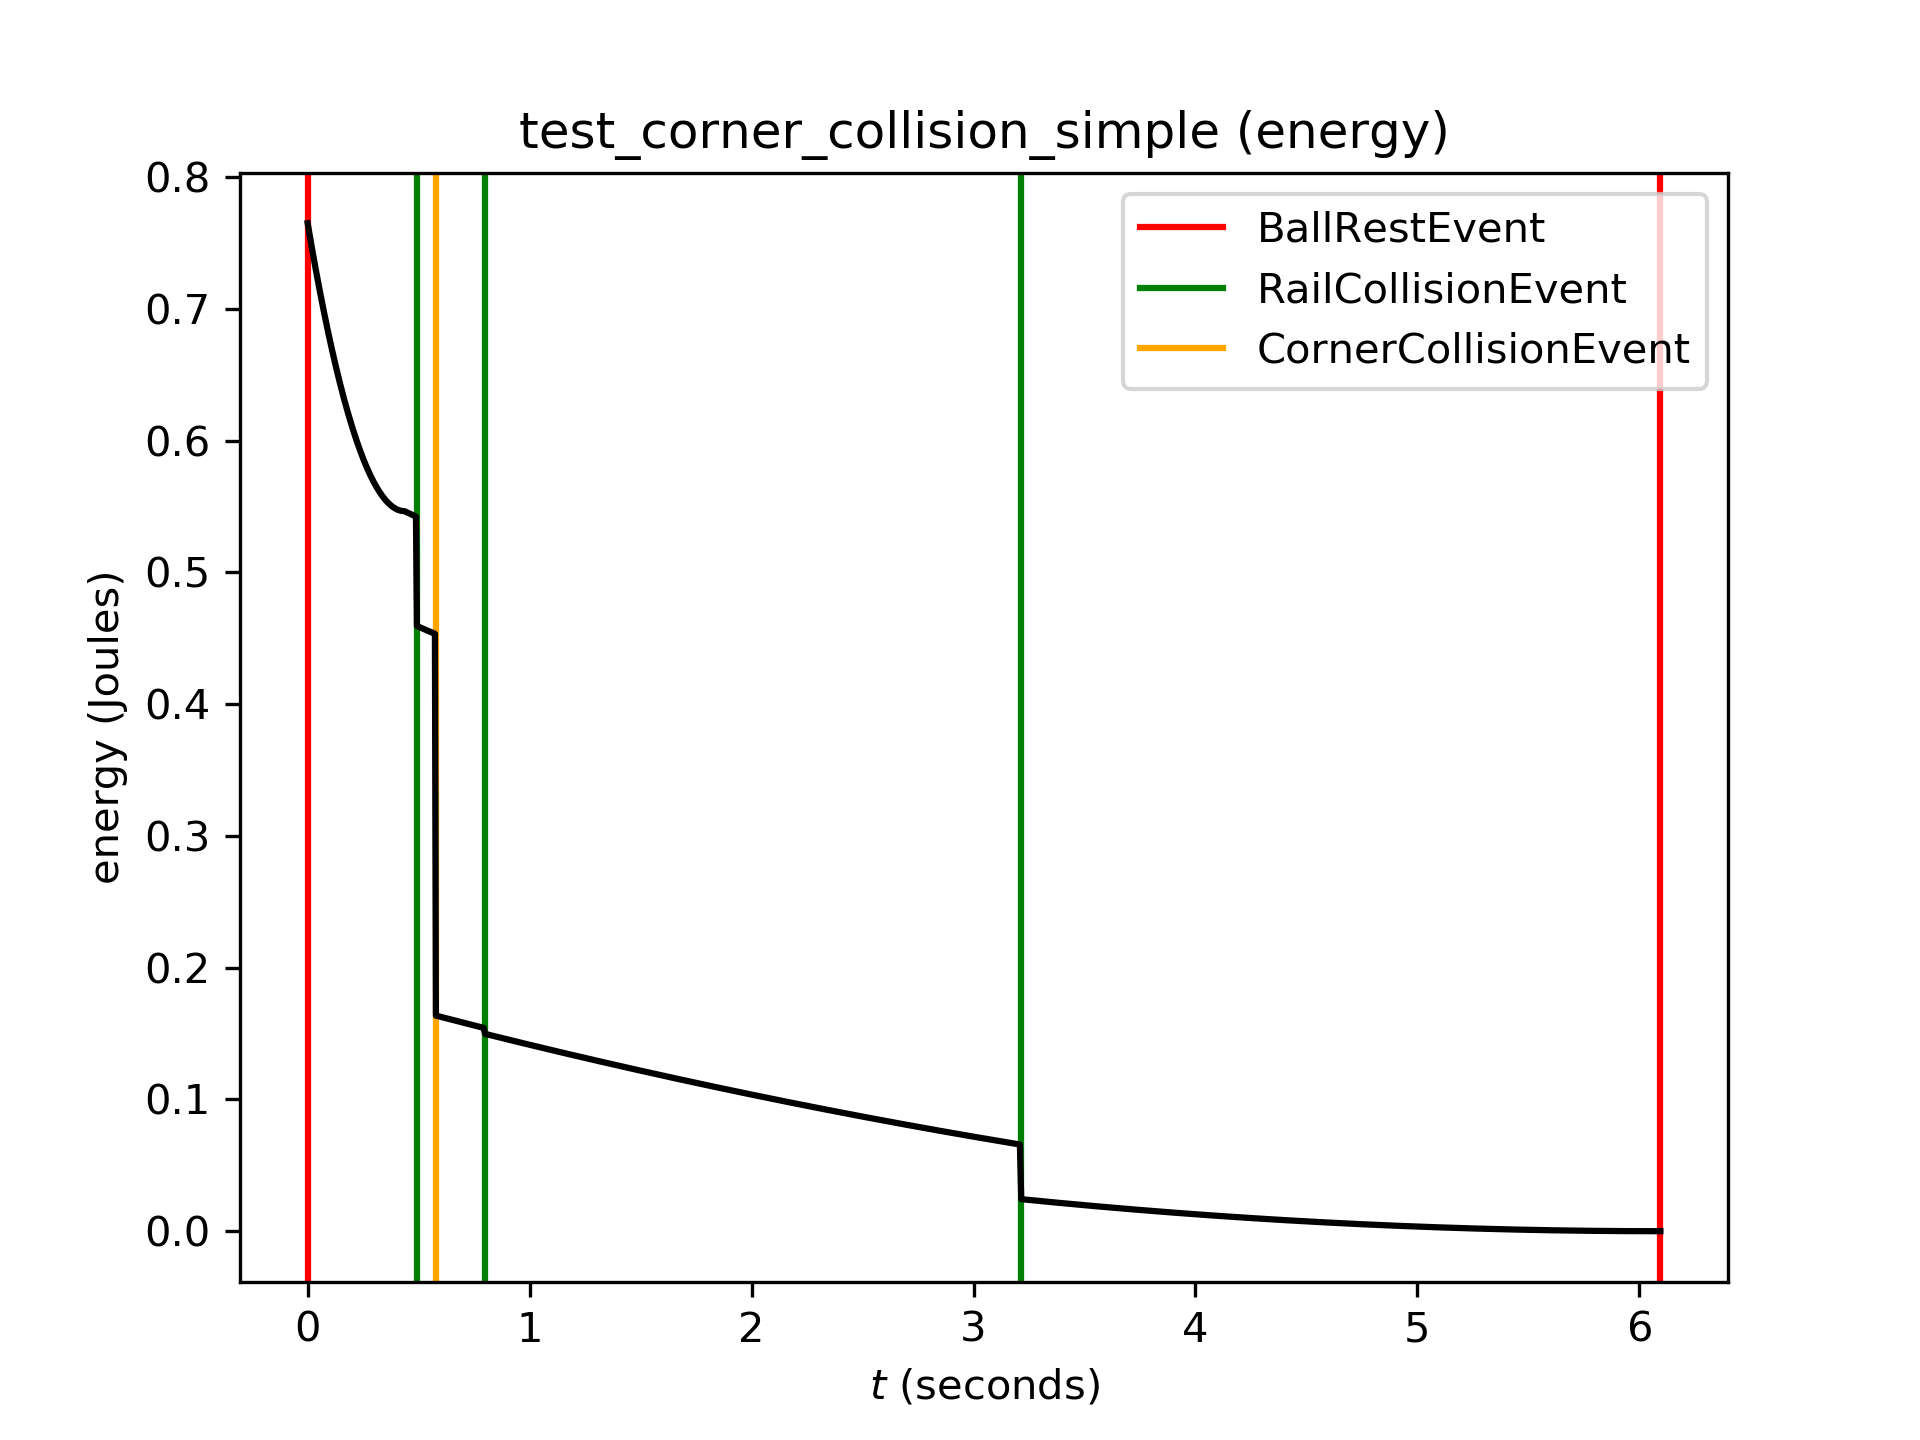 test_corner_collision_simple (energy)
BallRestEvent
RailCollisionEvent
CornerCollisionEvent
energy (Joules)
0.8
0.7
0.6
0.5
0.4
0.3
0.2
0.1
0.0
0 1 2 3 4 5 6
t (seconds)